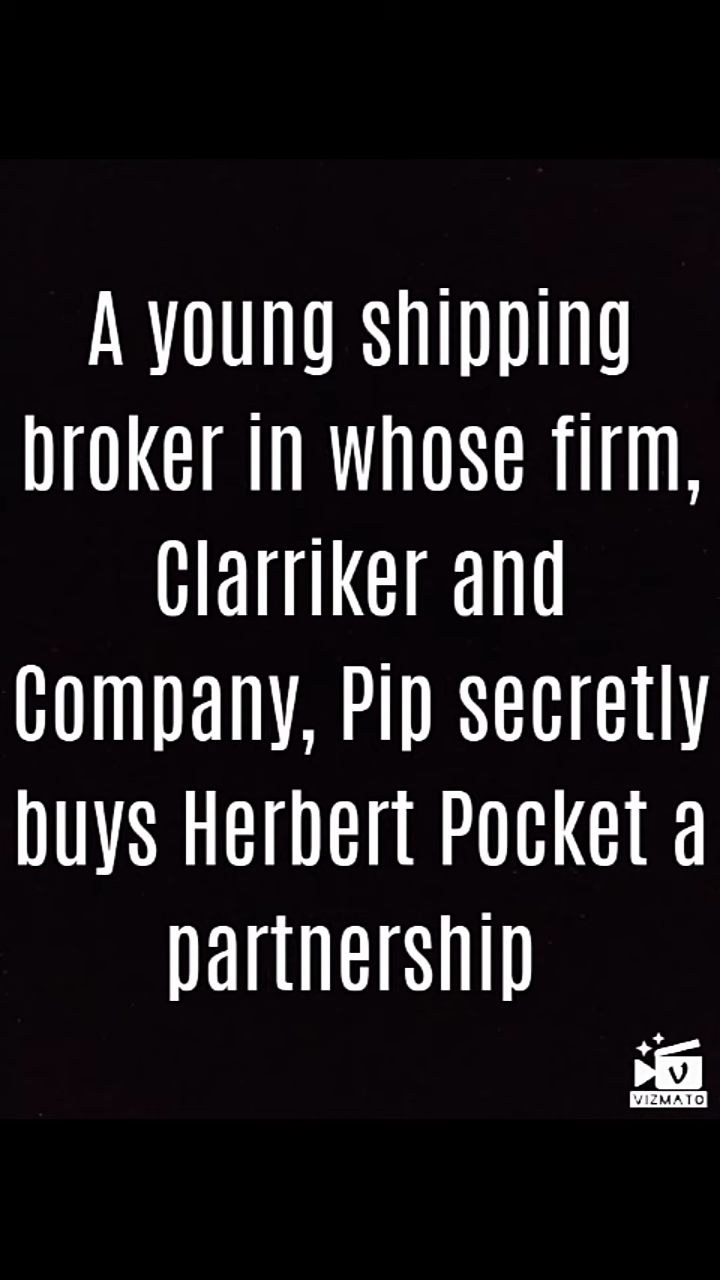 A young shipping
broker in whose firm,
Clarriker and
Company, Pip secretly
buys Herbert Pocket a
partnership
V
VIZMATO